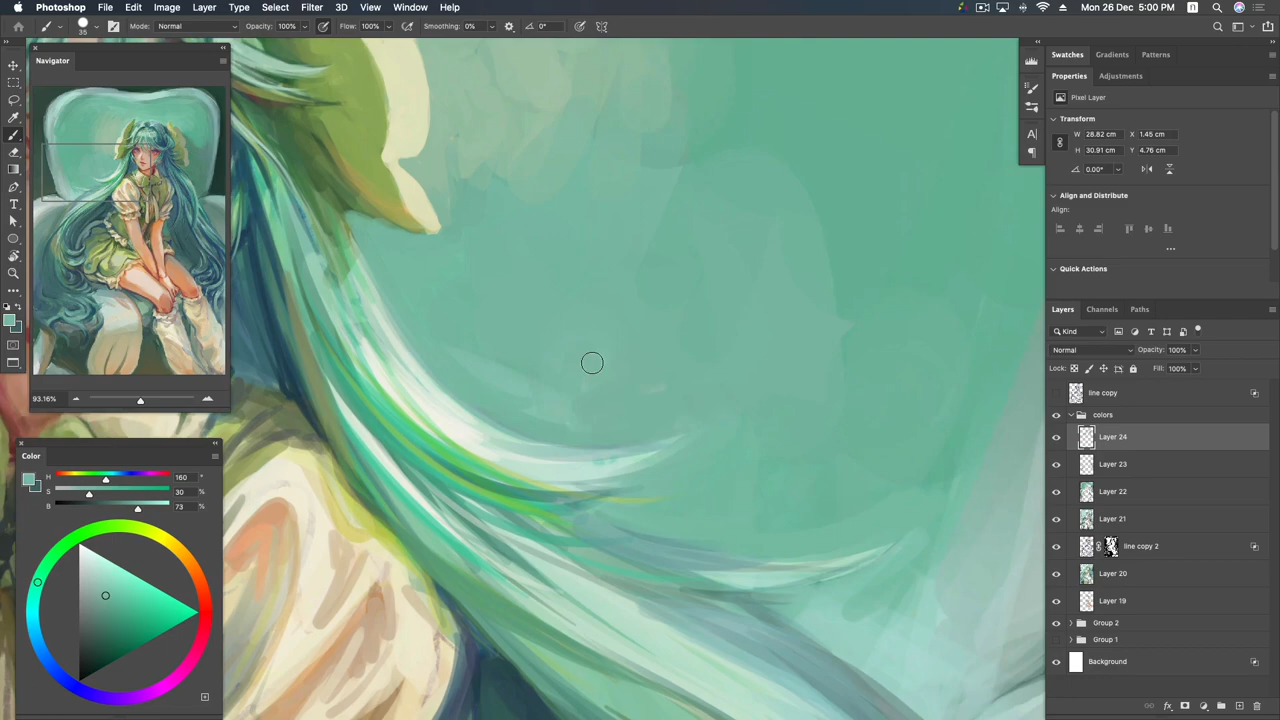 Photoshop File Edit Image Layer Type Select Filter 3D View Window Help Mon 26 Dec 5:00 PM
35 Mode: Normal Opacity: 100% Flow: 100% Smoothing: 0% 0°
Navigator
93.16%
Color
H 160 °
S 30 %
B 73 %
Swatches Gradients Patterns
Properties Adjustments
Pixel Layer
Transform
W 28.82 cm X 1.45 cm
H 30.91 cm Y 4.76 cm
0.00°
Align and Distribute
Align:
Quick Actions
Layers Channels Paths
Kind
Normal Opacity: 100%
Lock: Fill: 100%
line copy
colors
Layer 24
Layer 23
Layer 22
Layer 21
line copy 2
Layer 20
Layer 19
Group 2
Group 1
Background